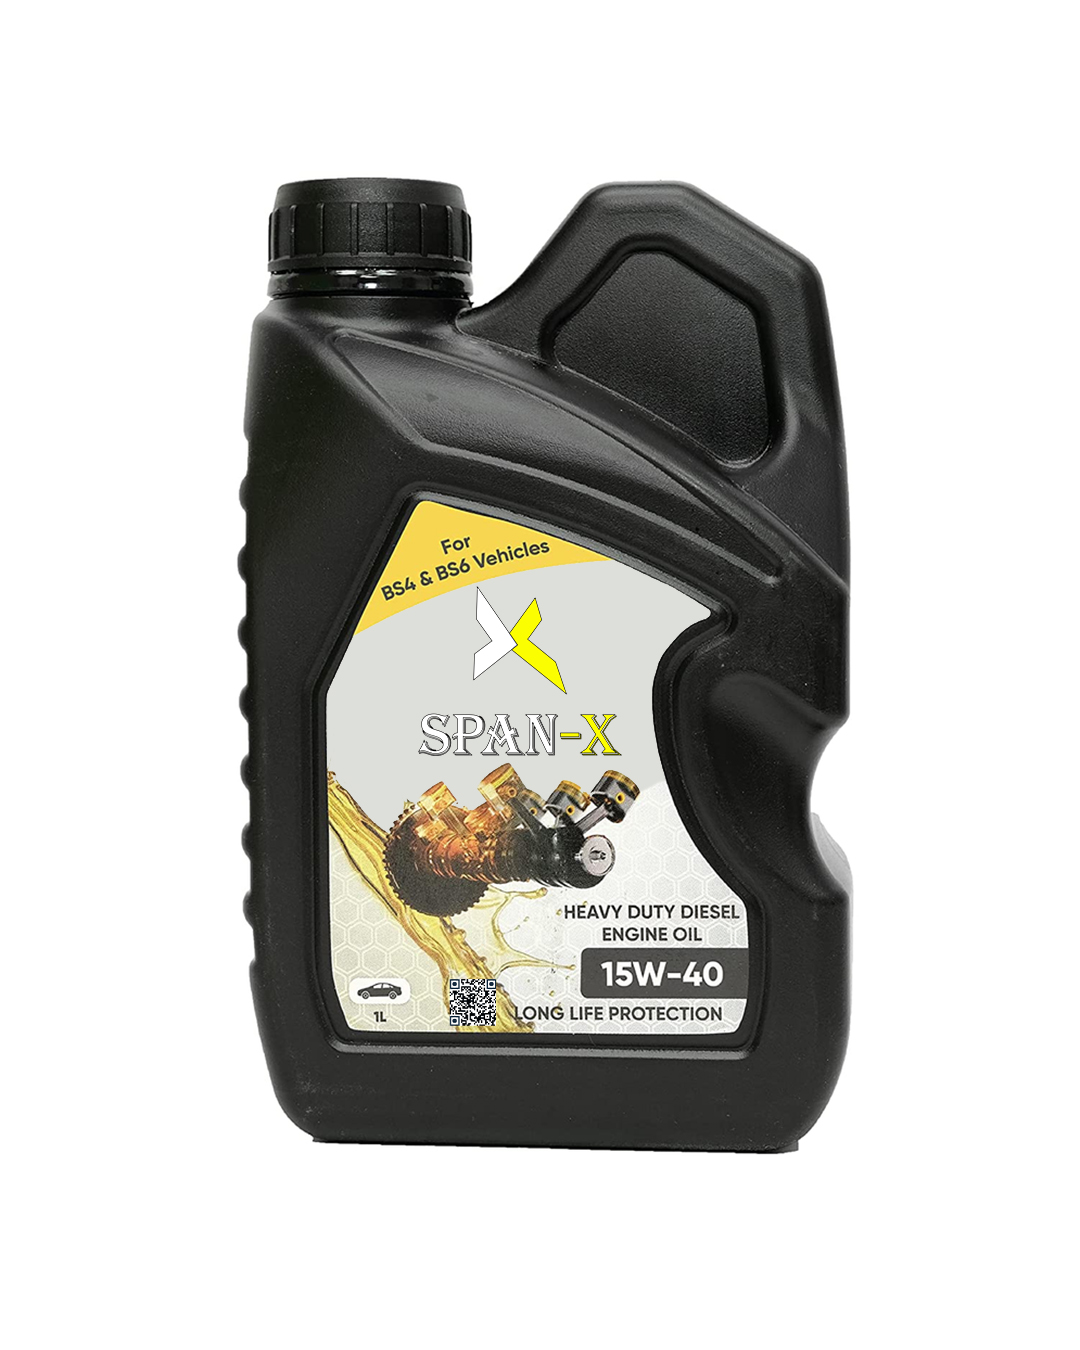 For
BS4 & BS6 Vehicles
SPAN-X
HEAVY DUTY DIESEL
ENGINE OIL
15W-40
1L
LONG LIFE PROTECTION